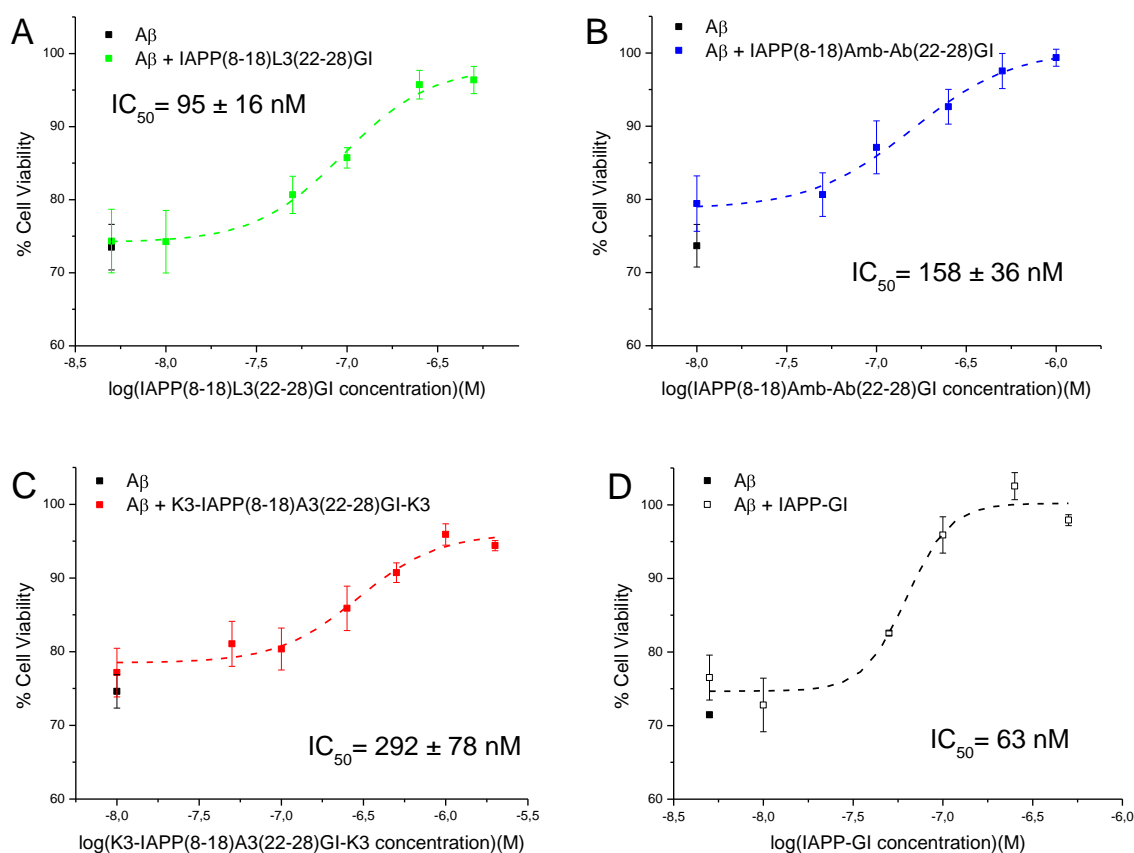 A
Aβ
Aβ + IAPP(8-18)L3(22-28)GI
IC50= 95 ± 16 nM
% Cell Viability
100
90
80
70
60
-8,5 -8,0 -7,5 -7,0 -6,5
log(IAPP(8-18)L3(22-28)GI concentration)(M)
B
Aβ
Aβ + IAPP(8-18)Amb-Ab(22-28)GI
IC50= 158 ± 36 nM
% Cell Viability
100
90
80
70
60
-8,0 -7,5 -7,0 -6,5 -6,0
log(IAPP(8-18)Amb-Ab(22-28)GI concentration)(M)
C
Aβ
Aβ + K3-IAPP(8-18)A3(22-28)GI-K3
IC50= 292 ± 78 nM
% Cell Viability
100
90
80
70
60
-8,0 -7,5 -7,0 -6,5 -6,0 -5,5
log(K3-IAPP(8-18)A3(22-28)GI-K3 concentration)(M)
D
Aβ
Aβ + IAPP-GI
IC50= 63 nM
% Cell Viability
100
90
80
70
60
-8,5 -8,0 -7,5 -7,0 -6,5 -6,0
log(IAPP-GI concentration)(M)